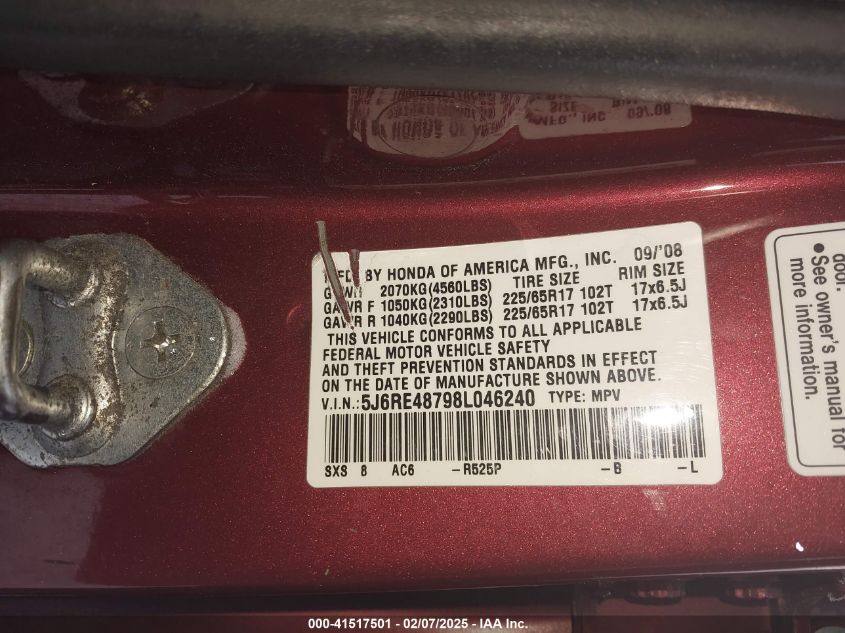 MFD BY HONDA OF AMERICA MFG., INC. 09/'08
GVWR 2070KG(4560LBS) TIRE SIZE RIM SIZE
GAWR F 1050KG(2310LBS) 225/65R17 102T 17x6.5J
GAWR R 1040KG(2290LBS) 225/65R17 102T 17x6.5J
THIS VEHICLE CONFORMS TO ALL APPLICABLE
FEDERAL MOTOR VEHICLE SAFETY
AND THEFT PREVENTION STANDARDS IN EFFECT
ON THE DATE OF MANUFACTURE SHOWN ABOVE.
V.I.N.: 5J6RE48798L046240 TYPE: MPV
SXS 8 AC6 -R525P -B -L
door.
• See owner's manual for
more information.
000-41517501 - 02/07/2025 - IAA Inc.